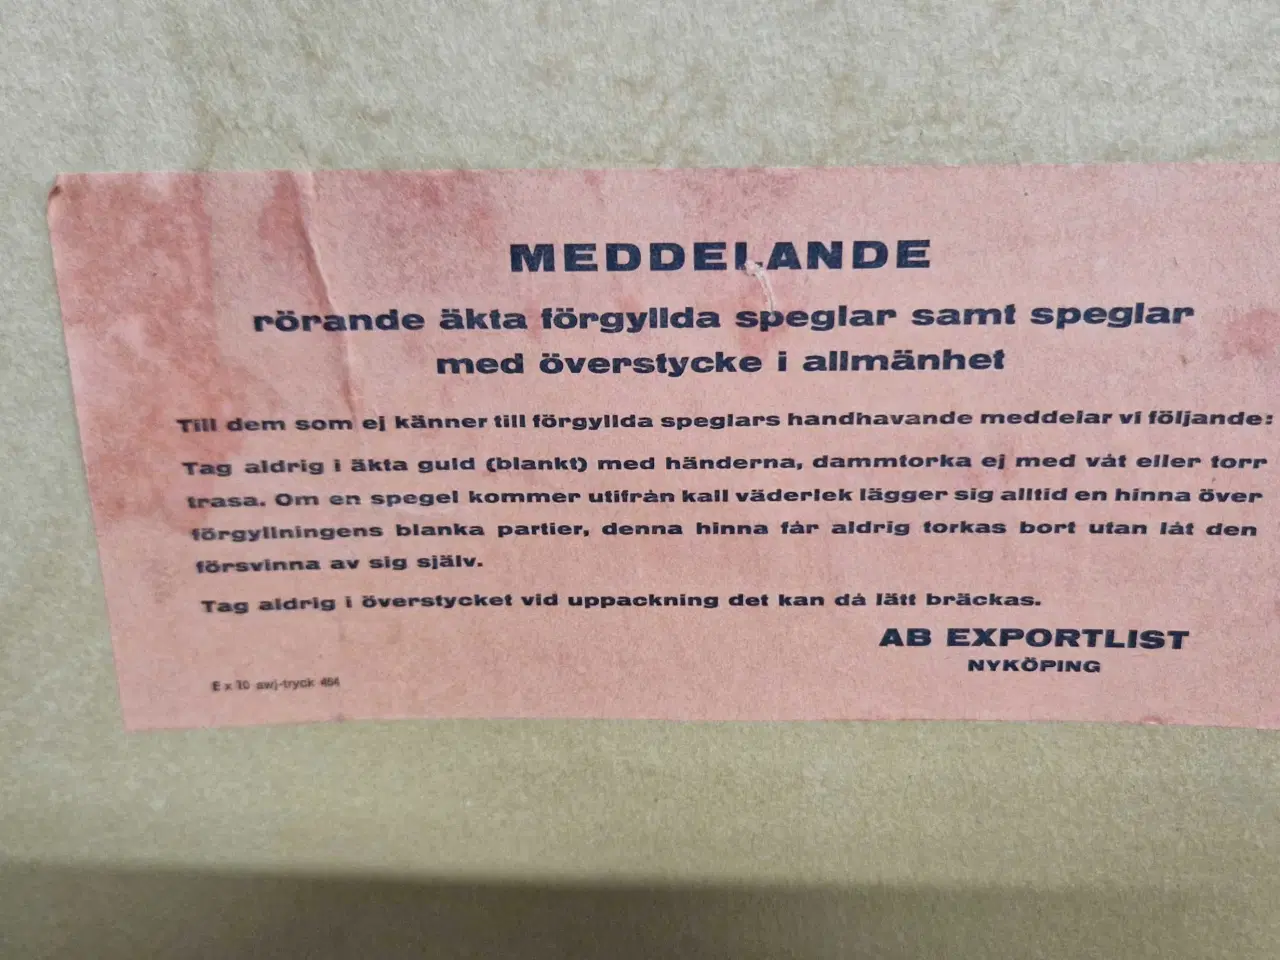 MEDDELANDE
rörande äkta förgyllda speglar samt speglar
med överstycke i allmänhet
Till dem som ej känner till förgyllda speglars handhavande meddelar vi följande:
Tag aldrig i äkta guld (blankt) med händerna, dammtorka ej med våt eller torr
trasa. Om en spegel kommer utifrån kall väderlek lägger sig alltid en hinna över
förgyllningens blanka partier, denna hinna får aldrig torkas bort utan låt den
försvinna av sig själv.
Tag aldrig i överstycket vid uppackning det kan då lätt bräckas.
AB EXPORTLIST
NYKÖPING
E x 10 swj-tryck 464